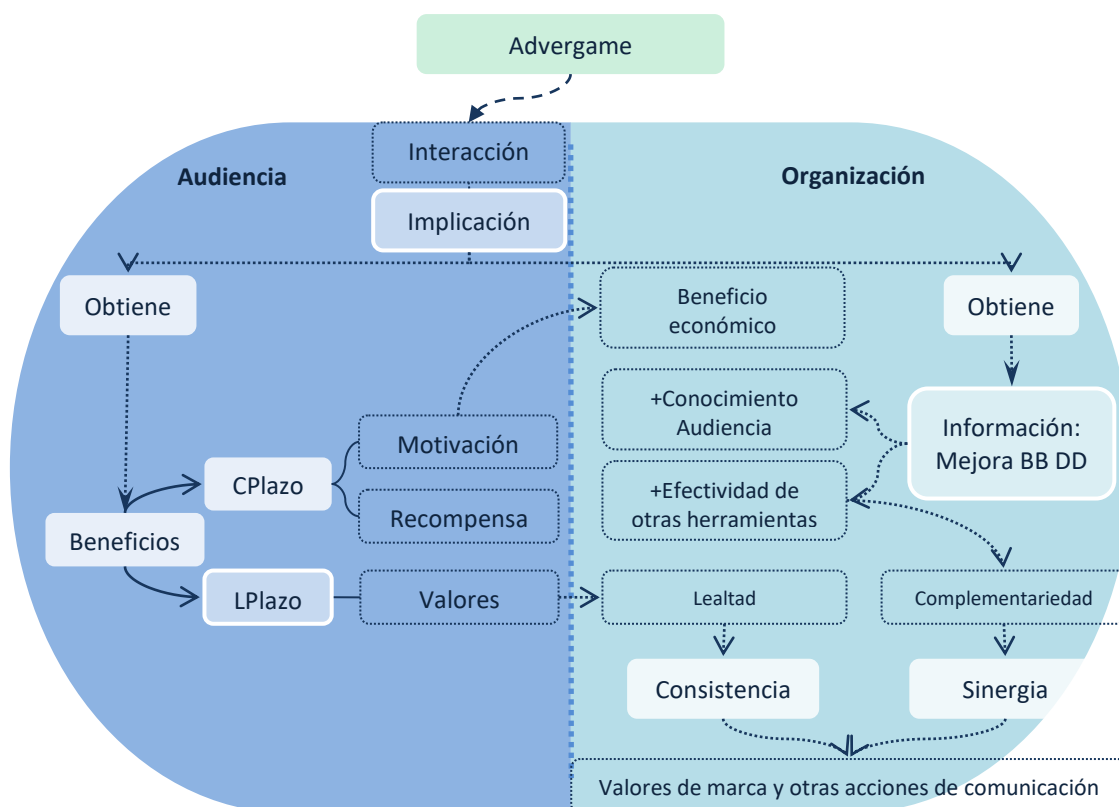 Advergame
Interacción
Audiencia
Organización
Implicación
Obtiene
Beneficio
económico
Obtiene
+Conocimiento
Audiencia
Información:
Mejora BB DD
Motivación
CPlazo
Recompensa
+Efectividad de
otras herramientas
Beneficios
LPlazo
Valores
Lealtad
Complementariedad
Consistencia
Sinergia
Valores de marca y otras acciones de comunicación